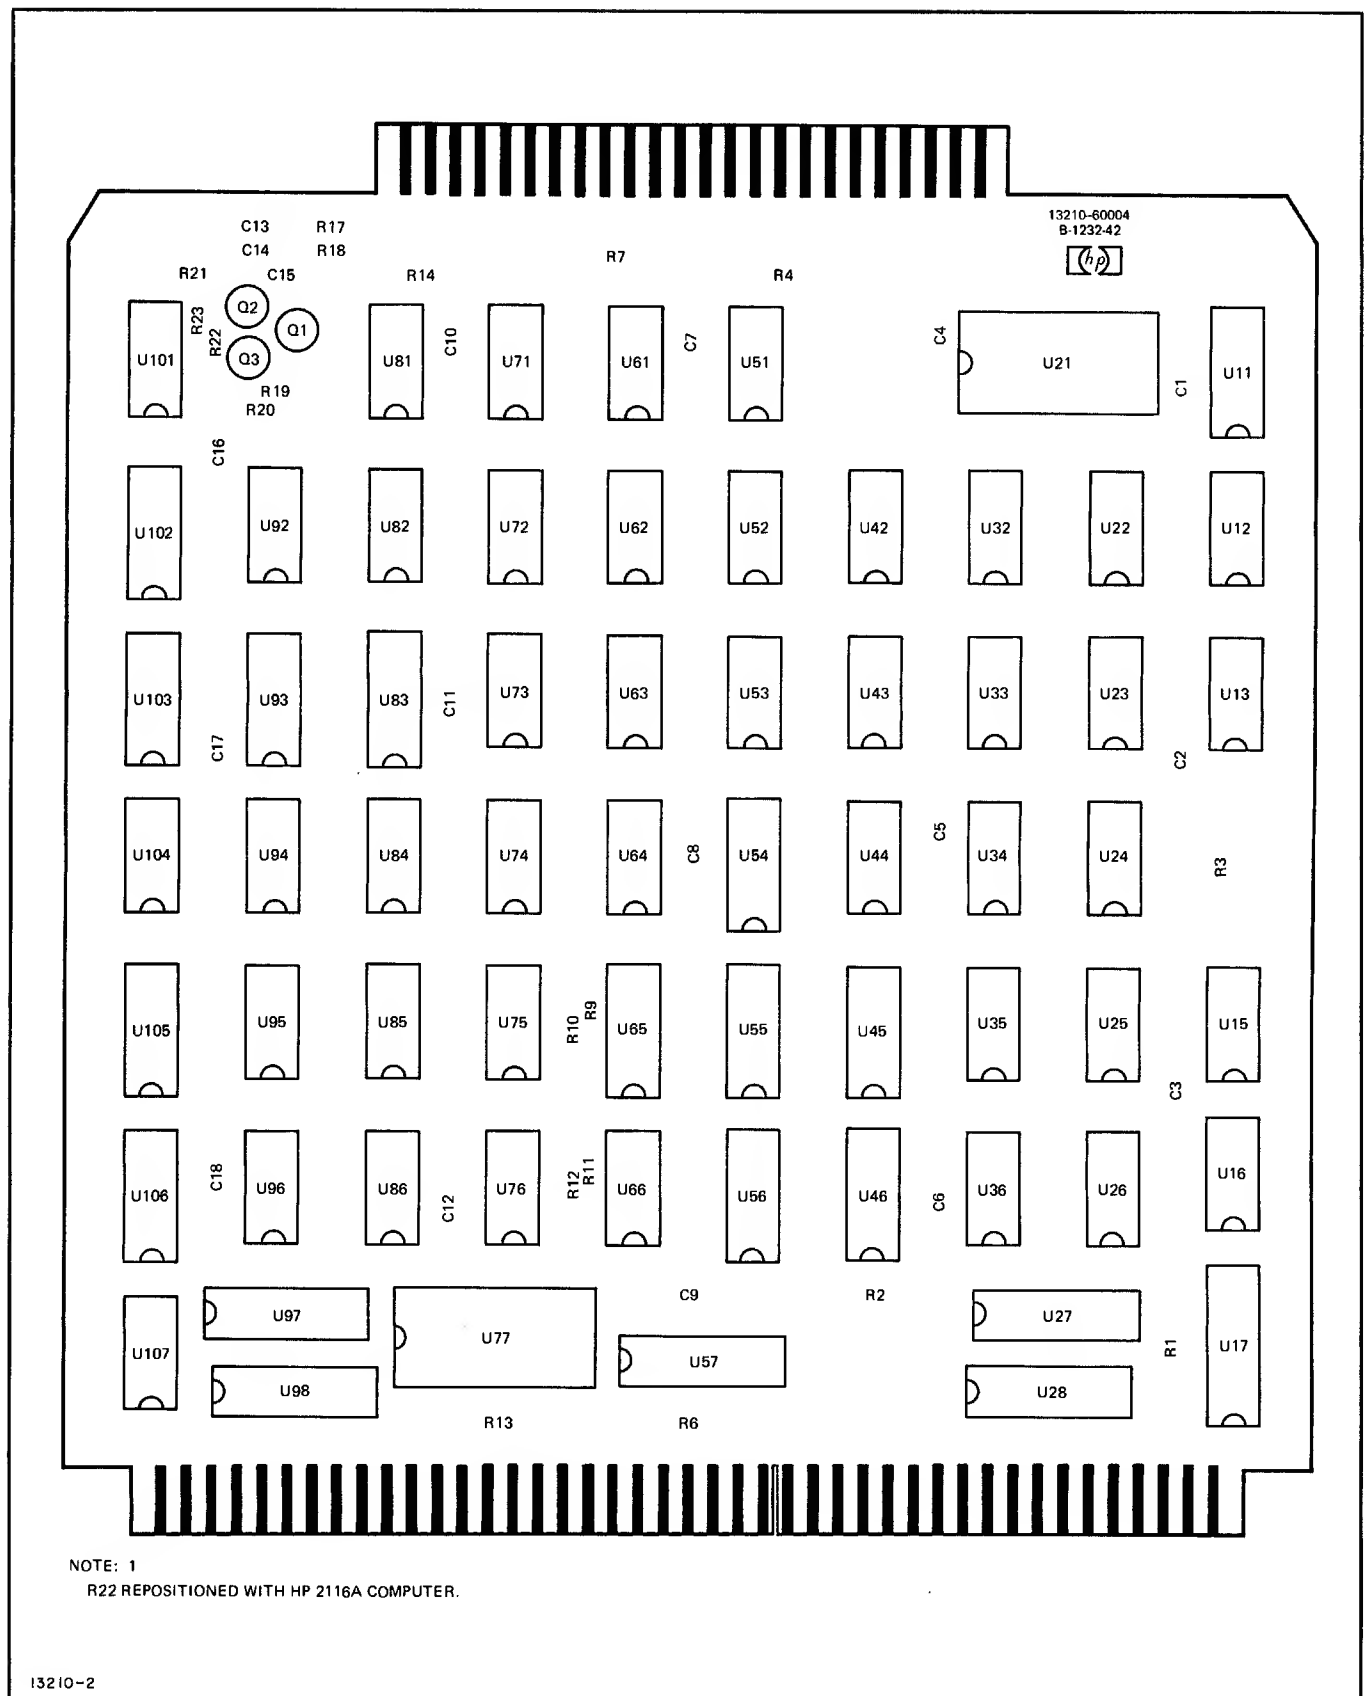 13210-60004
B-1232-42
hp
C13 R17
C14 R18
R7
R21 C15 R14 R4
Q2
R23
R22
Q1
Q3
C10
C7
C4
U101 U81 U71 U61 U51 U21 U11
C1
R19
R20
C16
U102 U92 U82 U72 U62 U52 U42 U32 U22 U12
U103 U93 U83 C11 U73 U63 U53 U43 U33 U23 U13
C17
C2
C5
U104 U94 U84 U74 U64 C8 U54 U44 U34 U24
R3
R9
R10
U105 U95 U85 U75 U65 U55 U45 U35 U25 U15
C3
R12
R11
U106 C18 U96 U86 C12 U76 U66 U56 U46 C6 U36 U26 U16
C9 R2
U97 U77 U27
U107 U57 R1 U17
U98 U28
R13 R6
NOTE: 1
R22 REPOSITIONED WITH HP 2116A COMPUTER.
13210-2